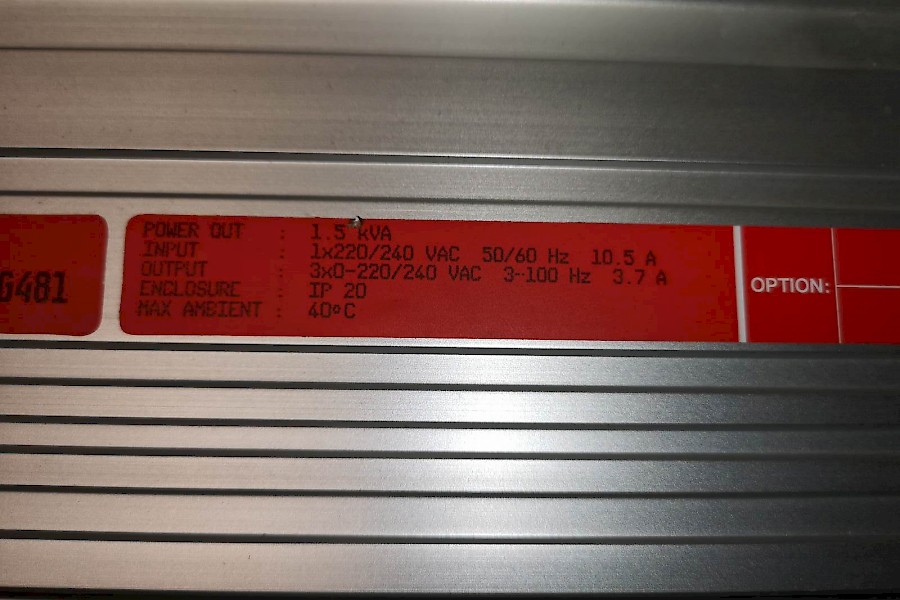 G481
POWER OUT : 1.5 kVA
INPUT : 1x220/240 VAC 50/60 Hz 10.5 A
OUTPUT : 3x0-220/240 VAC 3-100 Hz 3.7 A
ENCLOSURE : IP 20
MAX AMBIENT : 40°C
OPTION: